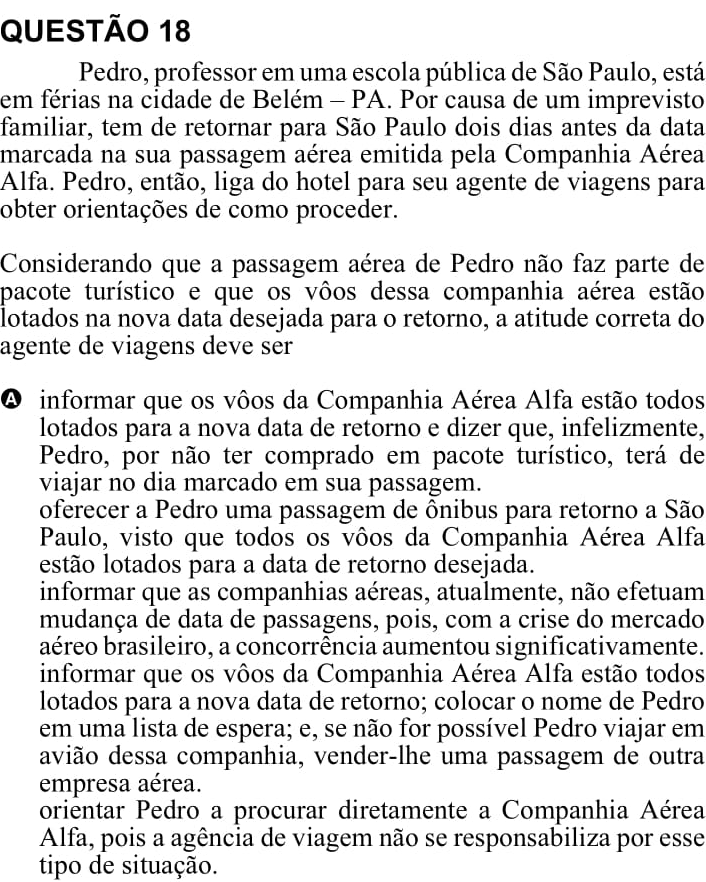 QUESTÃO 18
Pedro, professor em uma escola pública de São Paulo, está
em férias na cidade de Belém – PA. Por causa de um imprevisto
familiar, tem de retornar para São Paulo dois dias antes da data
marcada na sua passagem aérea emitida pela Companhia Aérea
Alfa. Pedro, então, liga do hotel para seu agente de viagens para
obter orientações de como proceder.
Considerando que a passagem aérea de Pedro não faz parte de
pacote turístico e que os vôos dessa companhia aérea estão
lotados na nova data desejada para o retorno, a atitude correta do
agente de viagens deve ser
A informar que os vôos da Companhia Aérea Alfa estão todos
lotados para a nova data de retorno e dizer que, infelizmente,
Pedro, por não ter comprado em pacote turístico, terá de
viajar no dia marcado em sua passagem.
oferecer a Pedro uma passagem de ônibus para retorno a São
Paulo, visto que todos os vôos da Companhia Aérea Alfa
estão lotados para a data de retorno desejada.
informar que as companhias aéreas, atualmente, não efetuam
mudança de data de passagens, pois, com a crise do mercado
aéreo brasileiro, a concorrência aumentou significativamente.
informar que os vôos da Companhia Aérea Alfa estão todos
lotados para a nova data de retorno; colocar o nome de Pedro
em uma lista de espera; e, se não for possível Pedro viajar em
avião dessa companhia, vender-lhe uma passagem de outra
empresa aérea.
orientar Pedro a procurar diretamente a Companhia Aérea
Alfa, pois a agência de viagem não se responsabiliza por esse
tipo de situação.